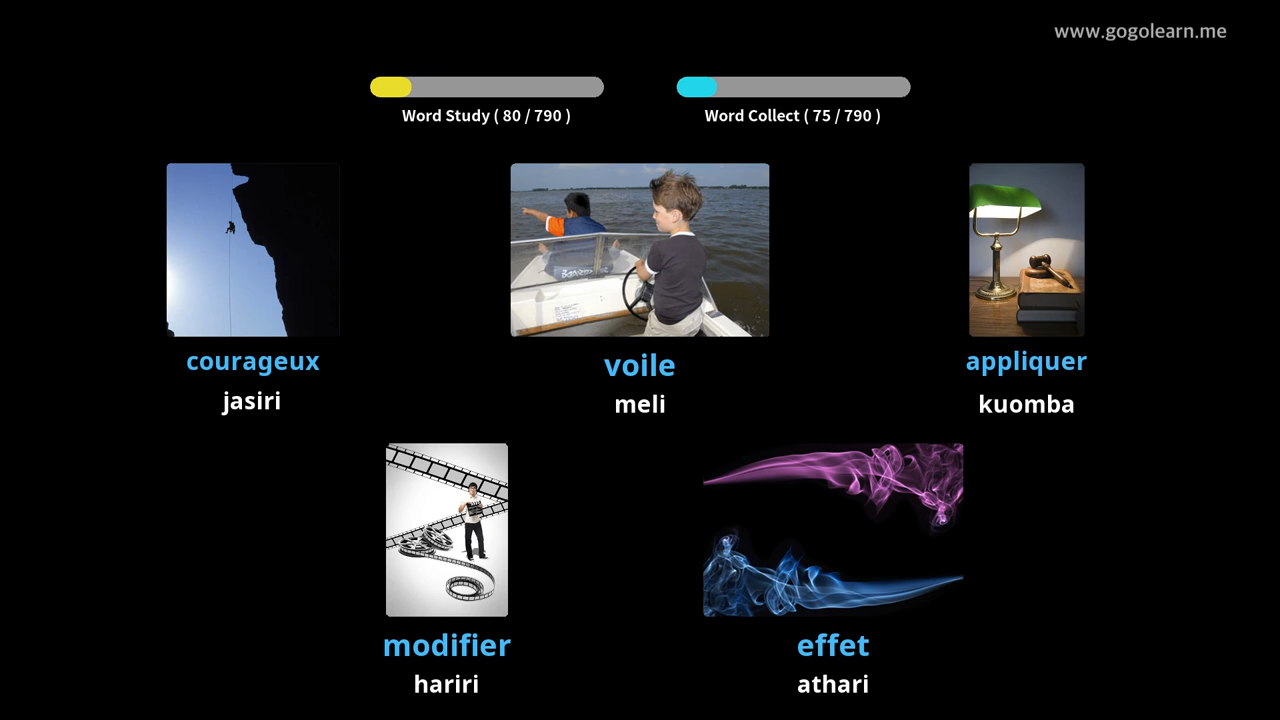 www.gogolearn.me
Word Study ( 80 / 790 )
Word Collect ( 75 / 790 )
courageux
jasiri
voile
meli
appliquer
kuomba
modifier
hariri
effet
athari